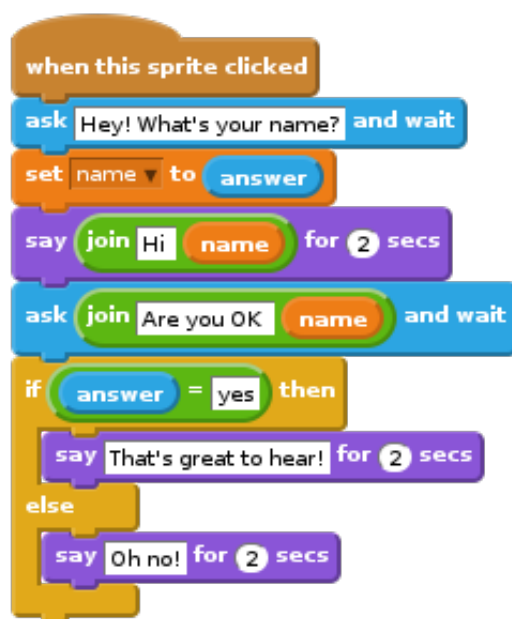 when this sprite clicked
ask Hey! What's your name? and wait
set name to answer
say join Hi name for 2 secs
ask join Are you OK name and wait
if answer = yes then
say That's great to hear! for 2 secs
else
say Oh no! for 2 secs